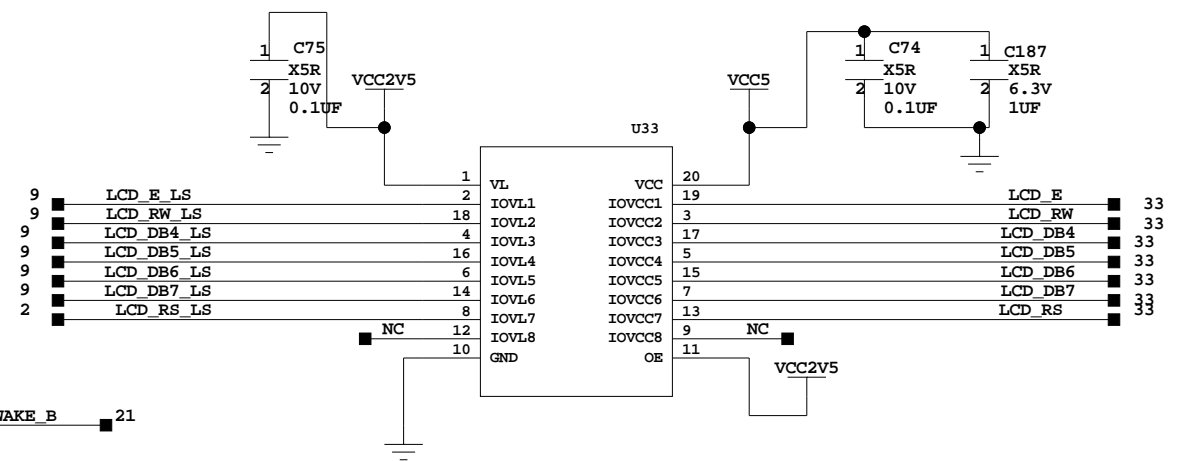 1 C75
X5R
2 10V
0.1UF
VCC2V5
VCC5
1 C74
X5R
2 10V
0.1UF
1 C187
X5R
2 6.3V
1UF
U33
1 VL VCC 20
9 LCD_E_LS 2 IOVL1 IOVCC1 19 LCD_E 33
9 LCD_RW_LS 18 IOVL2 IOVCC2 3 LCD_RW 33
9 LCD_DB4_LS 4 IOVL3 IOVCC3 17 LCD_DB4 33
9 LCD_DB5_LS 16 IOVL4 IOVCC4 5 LCD_DB5 33
9 LCD_DB6_LS 6 IOVL5 IOVCC5 15 LCD_DB6 33
9 LCD_DB7_LS 14 IOVL6 IOVCC6 7 LCD_DB7 33
2 LCD_RS_LS 8 IOVL7 IOVCC7 13 LCD_RS 33
NC 12 IOVL8 IOVCC8 9 NC
10 GND OE 11
VCC2V5
WAKE_B 21